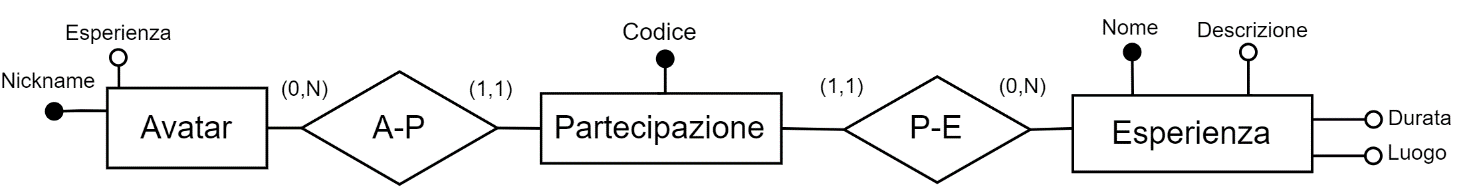 Esperienza
Nickname
Avatar
(0,N)
A-P
(1,1)
Codice
Partecipazione
(1,1)
P-E
(0,N)
Nome
Descrizione
Esperienza
Durata
Luogo